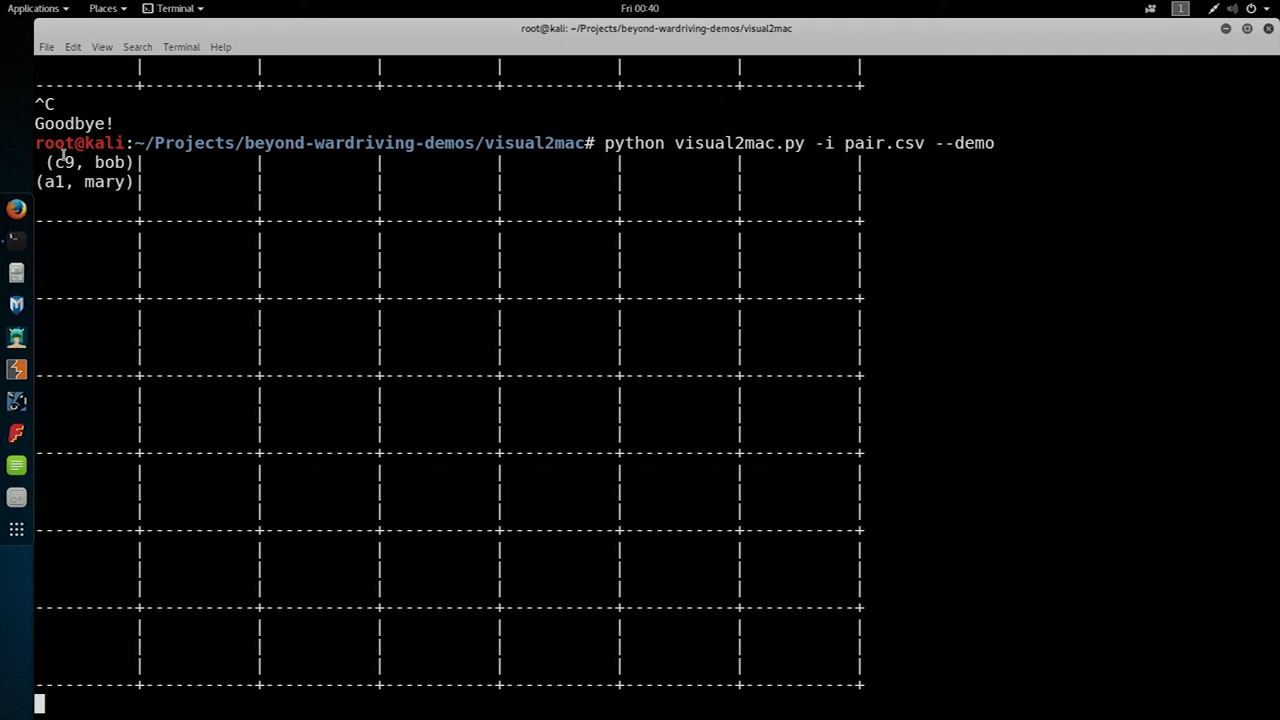 Applications Places Terminal Fri 00:40 1
root@kali: ~/Projects/beyond-wardriving-demos/visual2mac
File Edit View Search Terminal Help
^C
Goodbye!
root@kali:~/Projects/beyond-wardriving-demos/visual2mac# python visual2mac.py -i pair.csv --demo
(c9, bob)
(a1, mary)